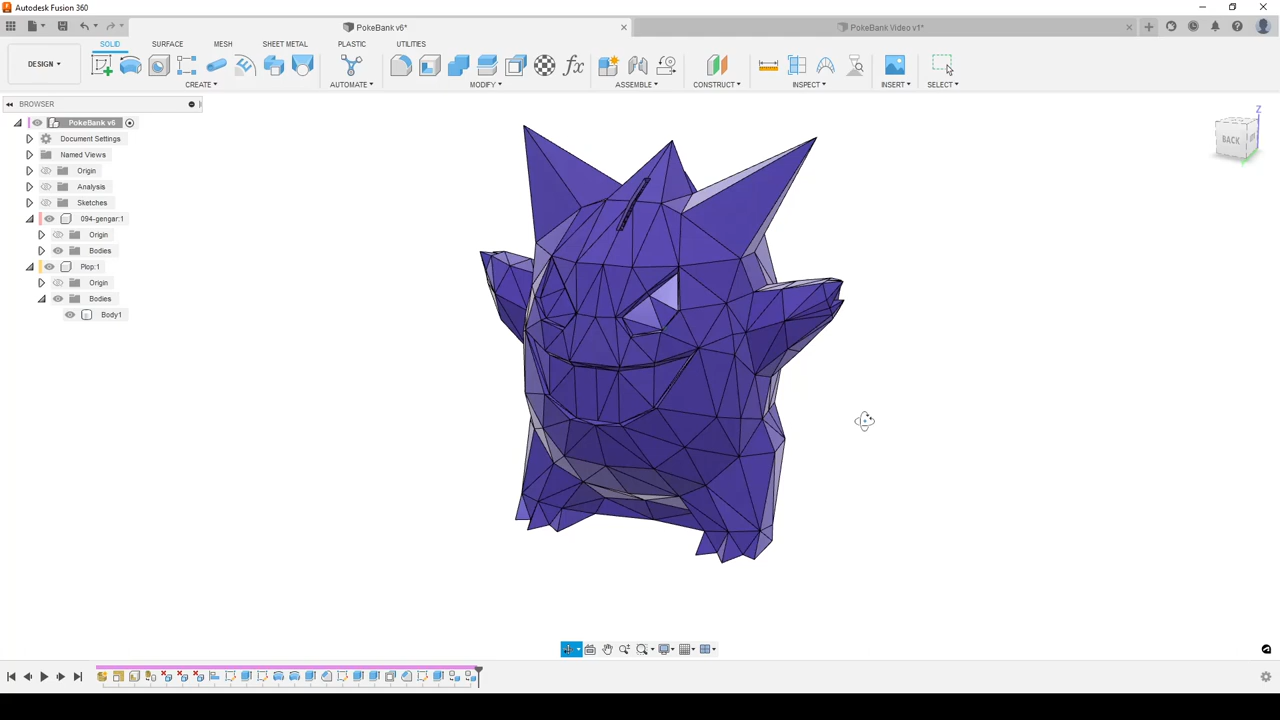 Autodesk Fusion 360
PokeBank v6*
PokeBank Video v1*
DESIGN
SOLID
SURFACE
MESH
SHEET METAL
PLASTIC
UTILITIES
CREATE
AUTOMATE
MODIFY
ASSEMBLE
CONSTRUCT
INSPECT
INSERT
SELECT
BROWSER
PokeBank v6
Document Settings
Named Views
Origin
Analysis
Sketches
094-gengar:1
Origin
Bodies
Plop:1
Origin
Bodies
Body1
Z
BACK